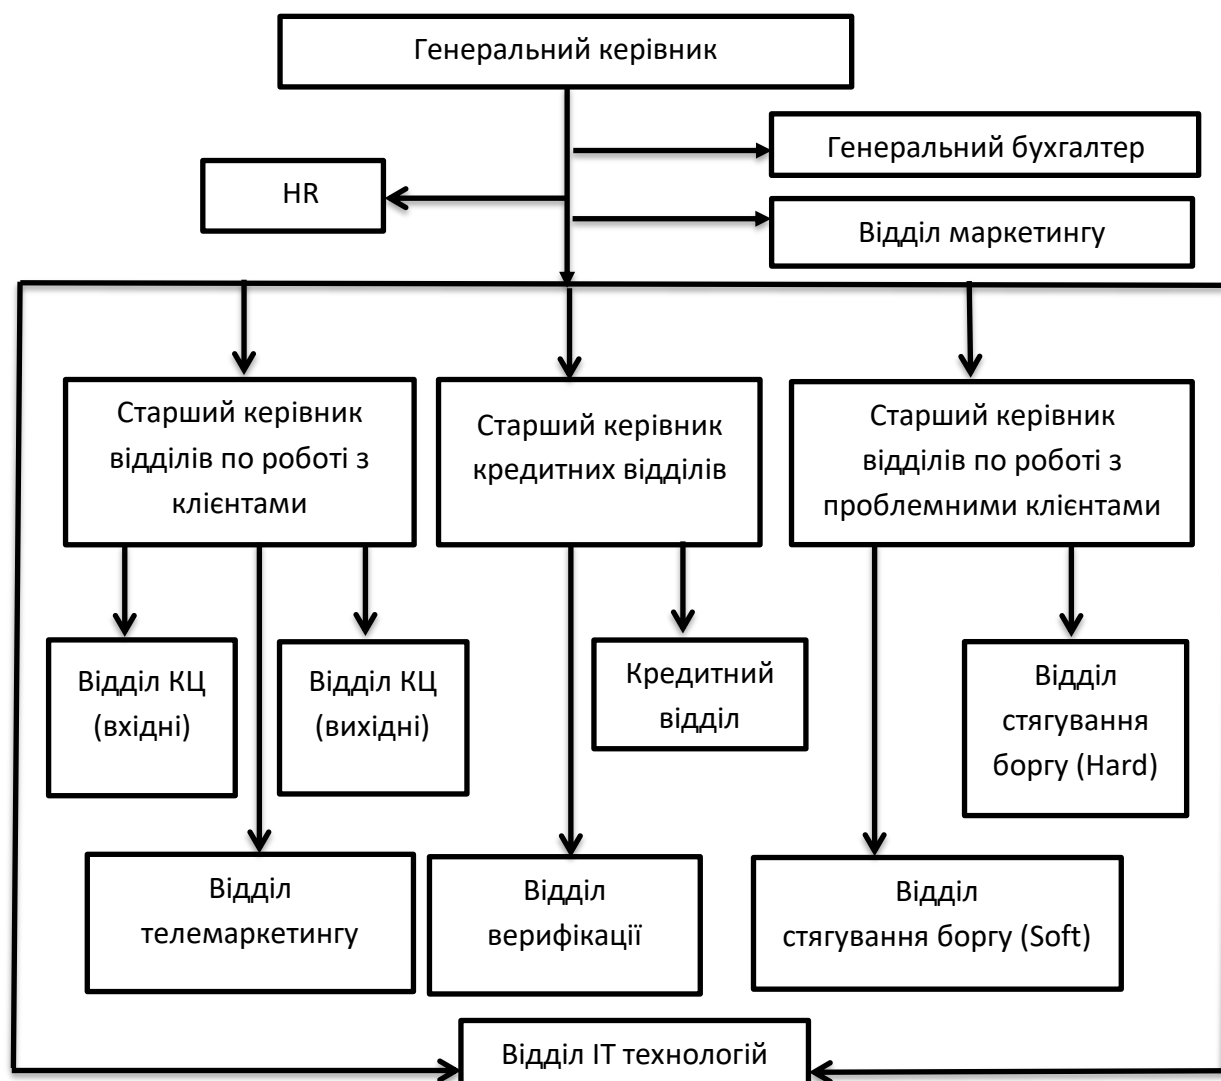 Генеральний керівник
Генеральний бухгалтер
HR
Відділ маркетингу
Старший керівник
відділів по роботі з
клієнтами
Старший керівник
кредитних відділів
Старший керівник
відділів по роботі з
проблемними клієнтами
Відділ КЦ
(вхідні)
Відділ КЦ
(вихідні)
Кредитний
відділ
Відділ
стягування
боргу (Hard)
Відділ
телемаркетингу
Відділ
верифікації
Відділ
стягування боргу (Soft)
Відділ ІТ технологій